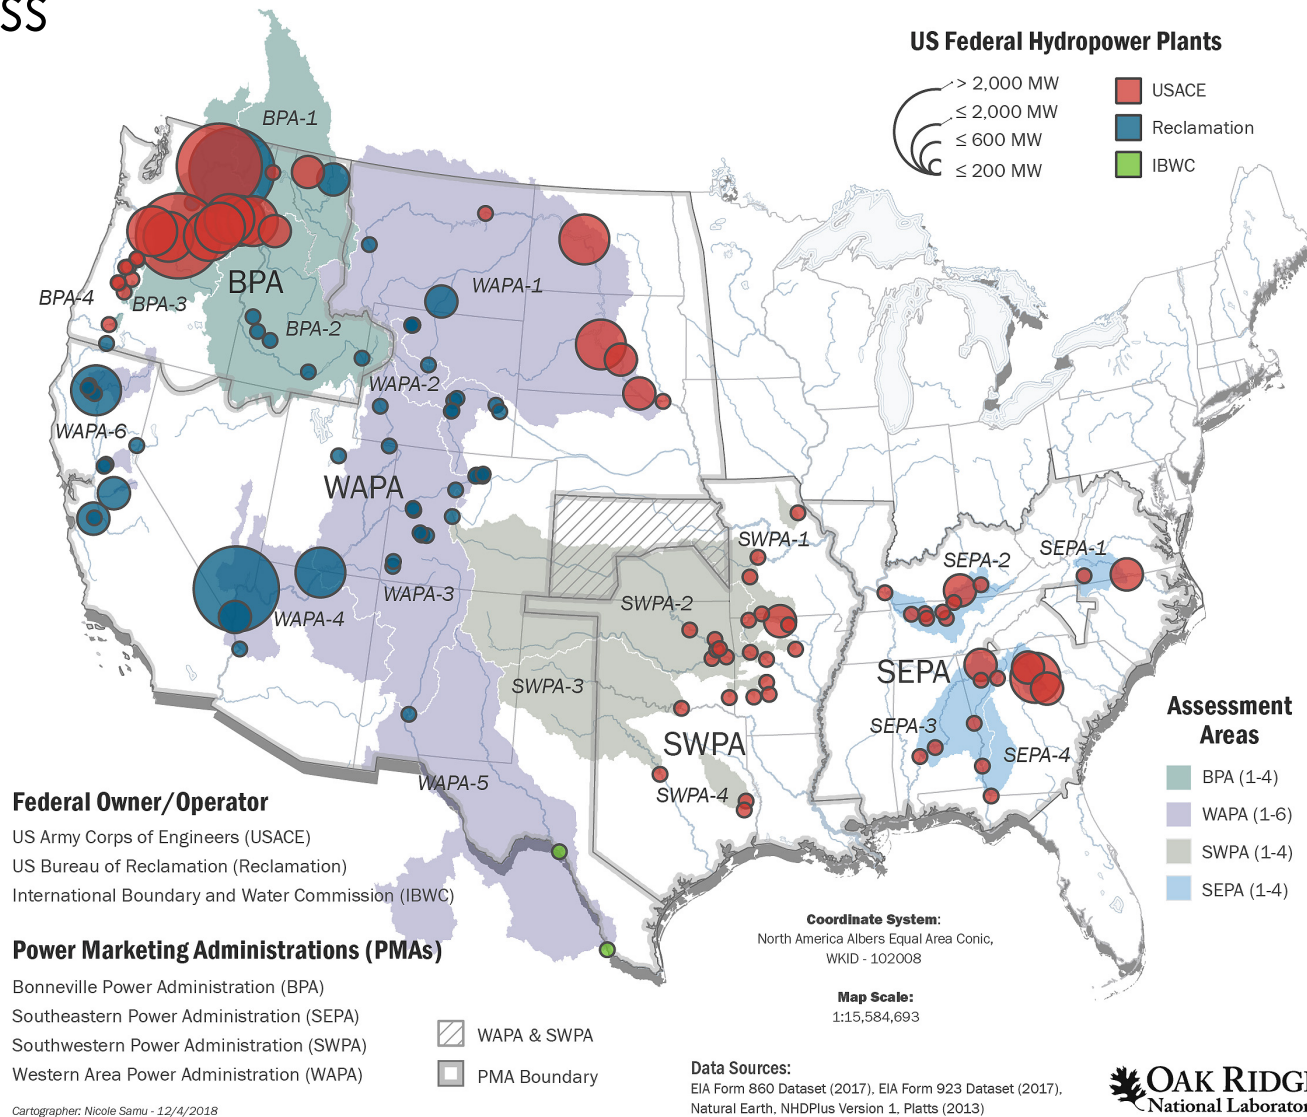 ss
US Federal Hydropower Plants
> 2,000 MW
≤ 2,000 MW
≤ 600 MW
≤ 200 MW
USACE
Reclamation
IBWC
BPA-1
BPA
BPA-4
BPA-3
BPA-2
WAPA-1
WAPA-2
WAPA-6
WAPA
WAPA-4
WAPA-3
WAPA-5
SWPA-1
SWPA-2
SWPA-3
SWPA
SWPA-4
SEPA-2
SEPA-1
SEPA
SEPA-3
SEPA-4
Assessment
Areas
BPA (1-4)
WAPA (1-6)
SWPA (1-4)
SEPA (1-4)
Federal Owner/Operator
US Army Corps of Engineers (USACE)
US Bureau of Reclamation (Reclamation)
International Boundary and Water Commission (IBWC)
Power Marketing Administrations (PMAs)
Bonneville Power Administration (BPA)
Southeastern Power Administration (SEPA)
Southwestern Power Administration (SWPA)
Western Area Power Administration (WAPA)
WAPA & SWPA
PMA Boundary
Coordinate System:
North America Albers Equal Area Conic,
WKID - 102008
Map Scale:
1:15,584,693
Data Sources:
EIA Form 860 Dataset (2017), EIA Form 923 Dataset (2017),
Natural Earth, NHDPlus Version 1, Platts (2013)
Cartographer: Nicole Samu - 12/4/2018
OAK RIDG
National Laborato